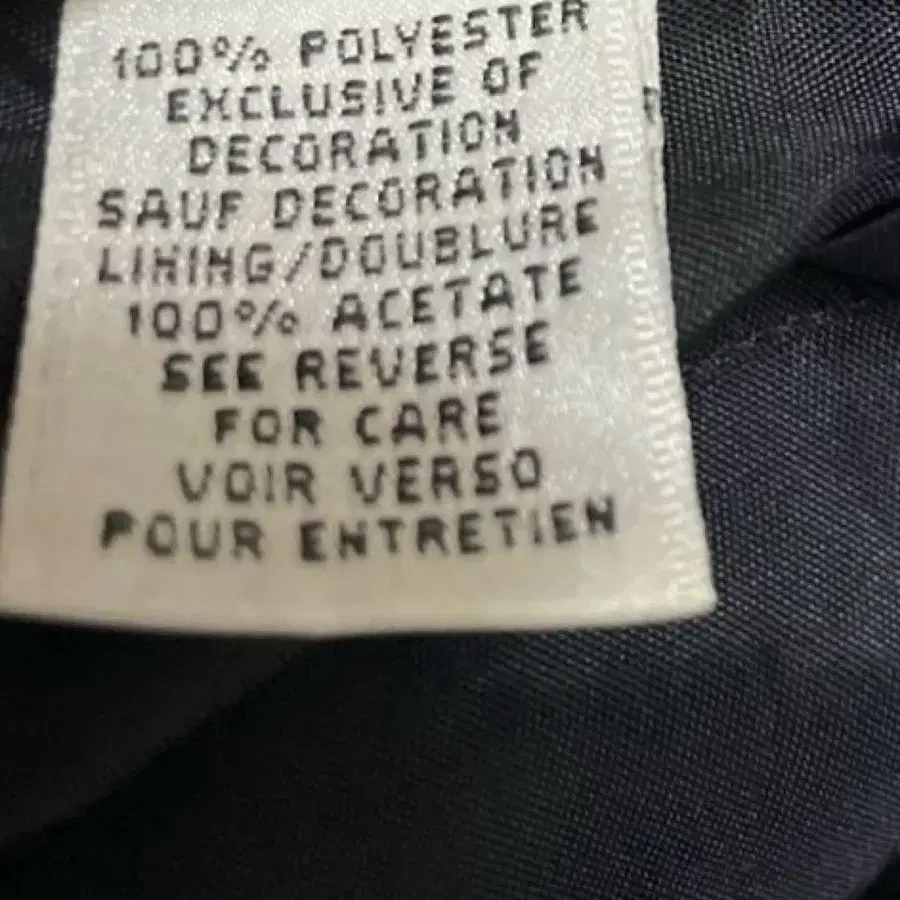 100% POLYESTER
EXCLUSIVE OF
DECORATION
SAUF DECORATION
LINING/DOUBLURE
100% ACETATE
SEE REVERSE
FOR CARE
VOIR VERSO
POUR ENTRETIEN